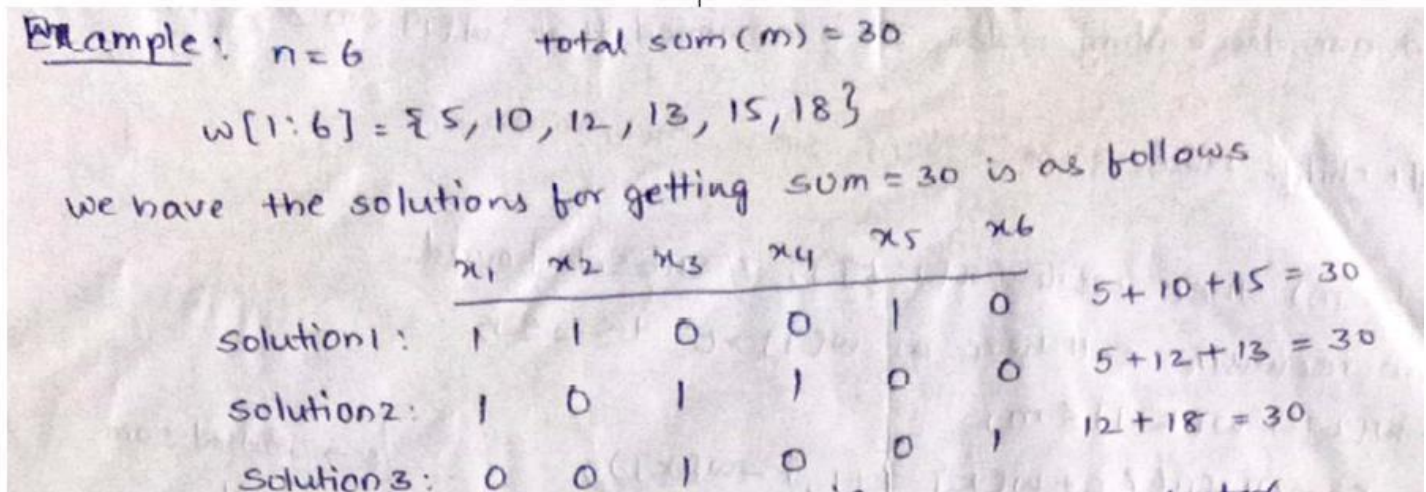 Example: n=6 total sum(m) = 30
w[1:6] = {5, 10, 12, 13, 15, 18}
we have the solutions for getting sum = 30 is as follows
x1 x2 x3 x4 x5 x6
solution1: 1 1 0 0 1 0 5+10+15 = 30
solution2: 1 0 1 1 0 0 5+12+13 = 30
Solution3: 0 0 1 0 0 1 12+18 = 30